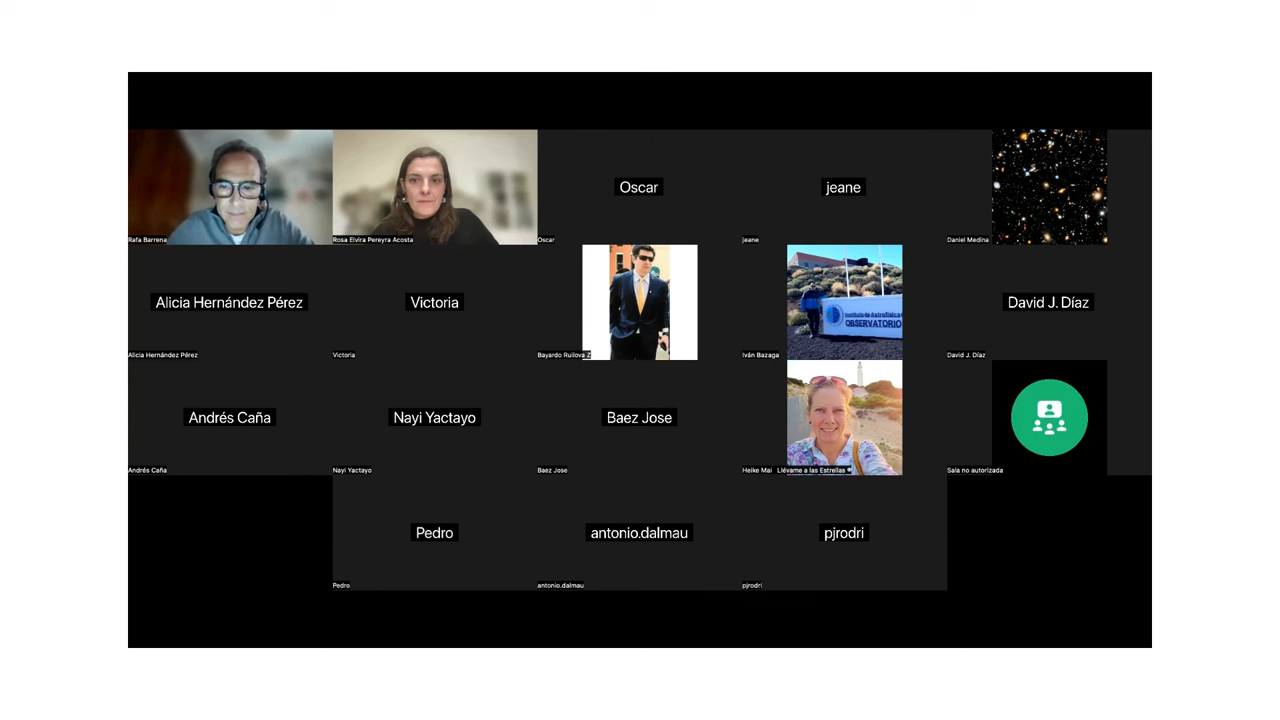 Oscar
jeane
Rafa Barrena
Rosa Elvira Pereyra Acosta
Oscar
jeane
Daniel Medina
Alicia Hernández Pérez
Victoria
Instituto de Astrofísica
OBSERVATORIO
David J. Díaz
Alicia Hernández Pérez
Victoria
Bayardo Ruilova Z
Iván Bazaga
David J. Díaz
Andrés Caña
Nayi Yactayo
Baez Jose
Andrés Caña
Nayi Yactayo
Baez Jose
Heike Mai Llévame a las Estrellas
Sala no autorizada
Pedro
antonio.dalmau
pjrodri
Pedro
antonio.dalmau
pjrodri